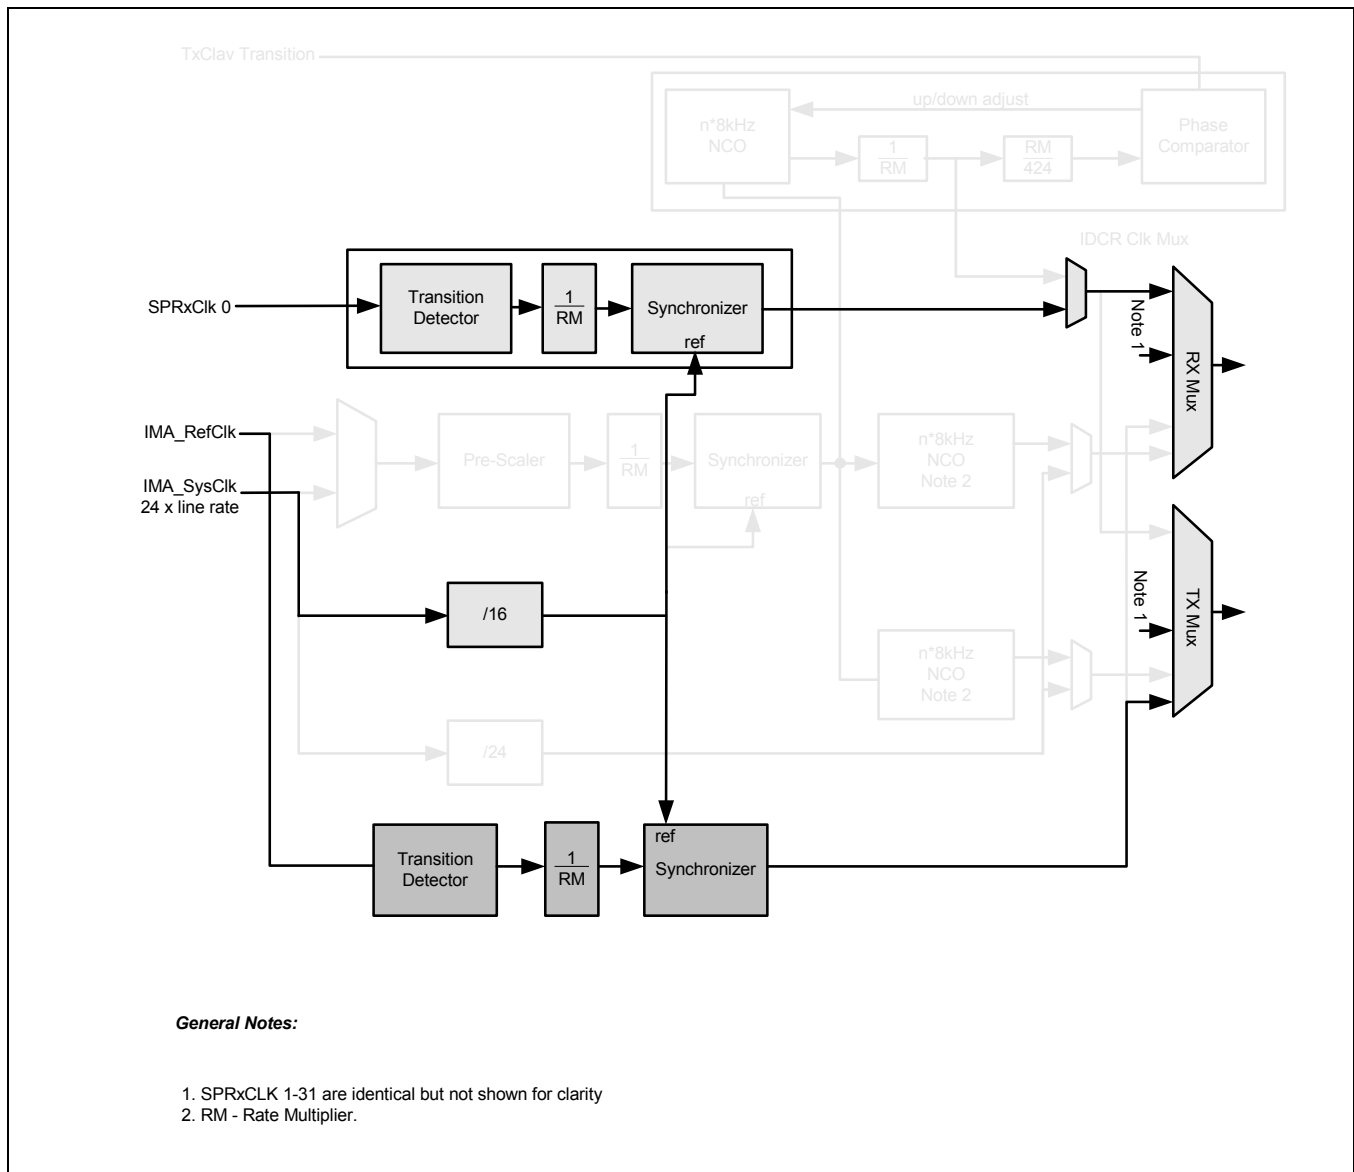 TxClav Transition
up/down adjust
n*8kHz
NCO
1
RM
RM
424
Phase
Comparator
IDCR Clk Mux
SPRxClk 0
Transition
Detector
1
RM
Synchronizer
ref
Note 1
RX Mux
IMA_RefClk
IMA_SysClk
24 x line rate
Pre-Scaler
1
RM
Synchronizer
ref
n*8kHz
NCO
Note 2
/16
Note 1
TX Mux
n*8kHz
NCO
Note 2
/24
Transition
Detector
1
RM
ref
Synchronizer
General Notes:
1. SPRxCLK 1-31 are identical but not shown for clarity
2. RM - Rate Multiplier.